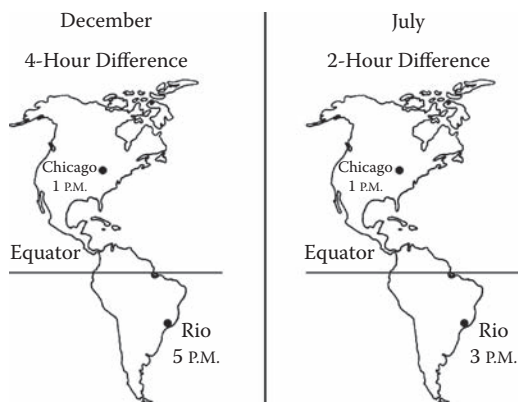 December
4-Hour Difference
Chicago
1 P.M.
Equator
Rio
5 P.M.
July
2-Hour Difference
Chicago
1 P.M.
Equator
Rio
3 P.M.